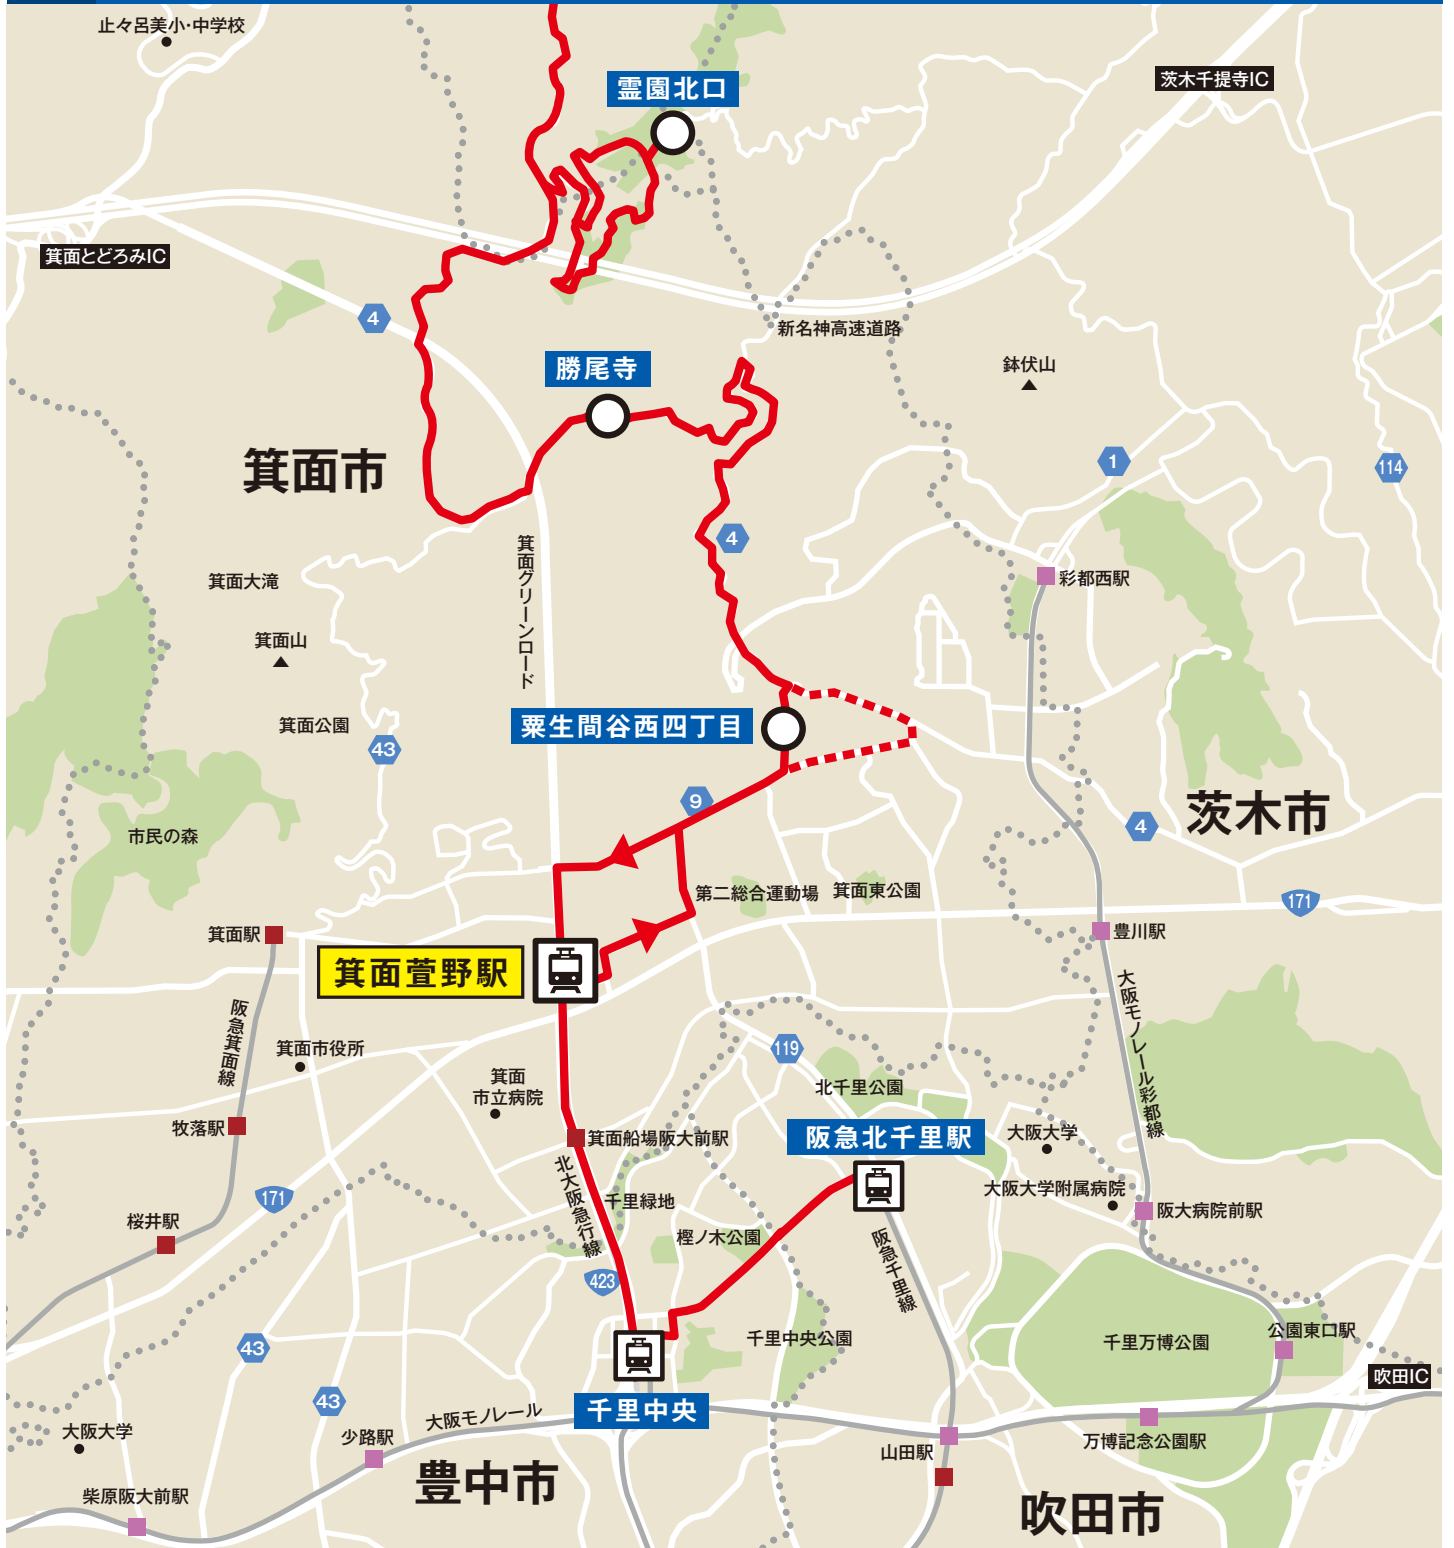 止々呂美小・中学校
霊園北口
茨木千提寺IC
箕面とどろみIC
4
新名神高速道路
勝尾寺
鉢伏山
箕面市
1
114
4
箕面グリーンロード
箕面大滝
彩都西駅
箕面山
箕面公園
粟生間谷西四丁目
43
9
茨木市
4
市民の森
第二総合運動場
箕面東公園
171
箕面駅
豊川駅
箕面萱野駅
大阪モノレール彩都線
阪急箕面線
箕面市役所
119
箕面
市立病院
北千里公園
牧落駅
箕面船場阪大前駅
阪急北千里駅
大阪大学
北大阪急行線
千里緑地
大阪大学附属病院
171
阪大病院前駅
桜井駅
樫ノ木公園
阪急千里線
423
43
千里中央公園
千里万博公園
公園東口駅
吹田IC
43
千里中央
大阪モノレール
大阪大学
少路駅
山田駅
万博記念公園駅
豊中市
柴原阪大前駅
吹田市